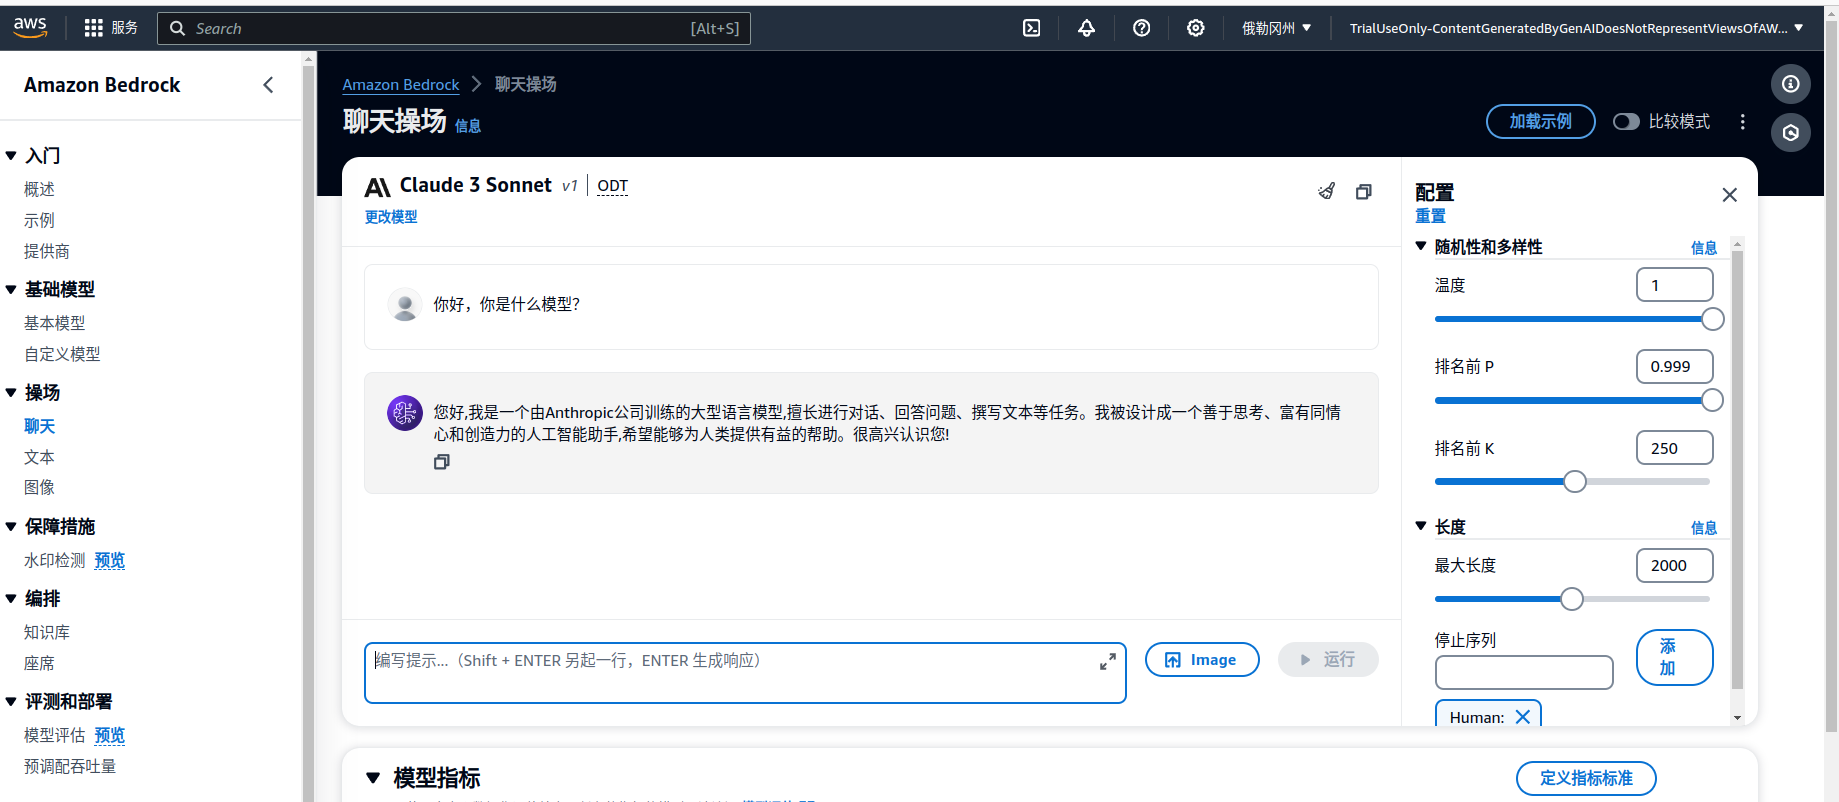 aws
服务
Search
[Alt+S]
俄勒冈州
TrialUseOnly-ContentGeneratedByGenAIDoesNotRepresentViewsOfAW...
Amazon Bedrock
入门
概述
示例
提供商
基础模型
基本模型
自定义模型
操场
聊天
文本
图像
保障措施
水印检测 预览
编排
知识库
座席
评测和部署
模型评估 预览
预调配吞吐量
Amazon Bedrock
聊天操场
聊天操场 信息
加载示例
比较模式
Claude 3 Sonnet v1 ODT
更改模型
你好，你是什么模型？
您好,我是一个由Anthropic公司训练的大型语言模型,擅长进行对话、回答问题、撰写文本等任务。我被设计成一个善于思考、富有同情
心和创造力的人工智能助手,希望能够为人类提供有益的帮助。很高兴认识您!
编写提示...（Shift + ENTER 另起一行，ENTER 生成响应）
Image
运行
配置
重置
随机性和多样性 信息
温度 1
排名前 P 0.999
排名前 K 250
长度 信息
最大长度 2000
停止序列
添
加
Human:
模型指标
定义指标标准